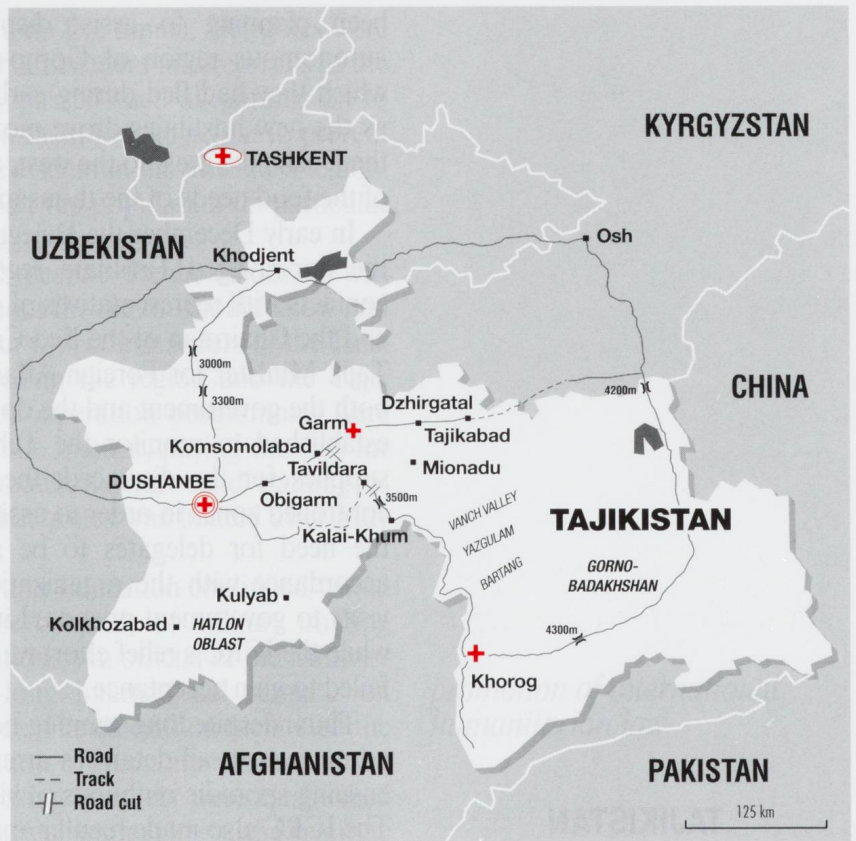 KYRGYZSTAN
TASHKENT
UZBEKISTAN
Osh
Khodjent
3000m
3300m
4200m
CHINA
Dzhirgatal
Garm
Tajikabad
Komsomolabad
Tavildara
Mionadu
DUSHANBE
Obigarm
3500m
VANCH VALLEY
TAJIKISTAN
Kalai-Khum
YAZGULAM
GORNO-
BADAKHSHAN
BARTANG
Kulyab
Kolkhozabad
HATLON
OBLAST
4300m
Khorog
Road
Track
Road cut
AFGHANISTAN
PAKISTAN
125 km